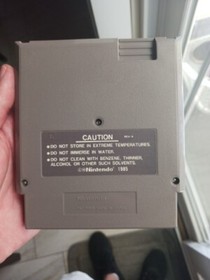 CAUTION
•DO NOT STORE IN EXTREME TEMPERATURES.
•DO NOT IMMERSE IN WATER.
•DO NOT CLEAN WITH BENZENE, THINNER,
ALCOHOL OR OTHER SUCH SOLVENTS.
©Nintendo 1985